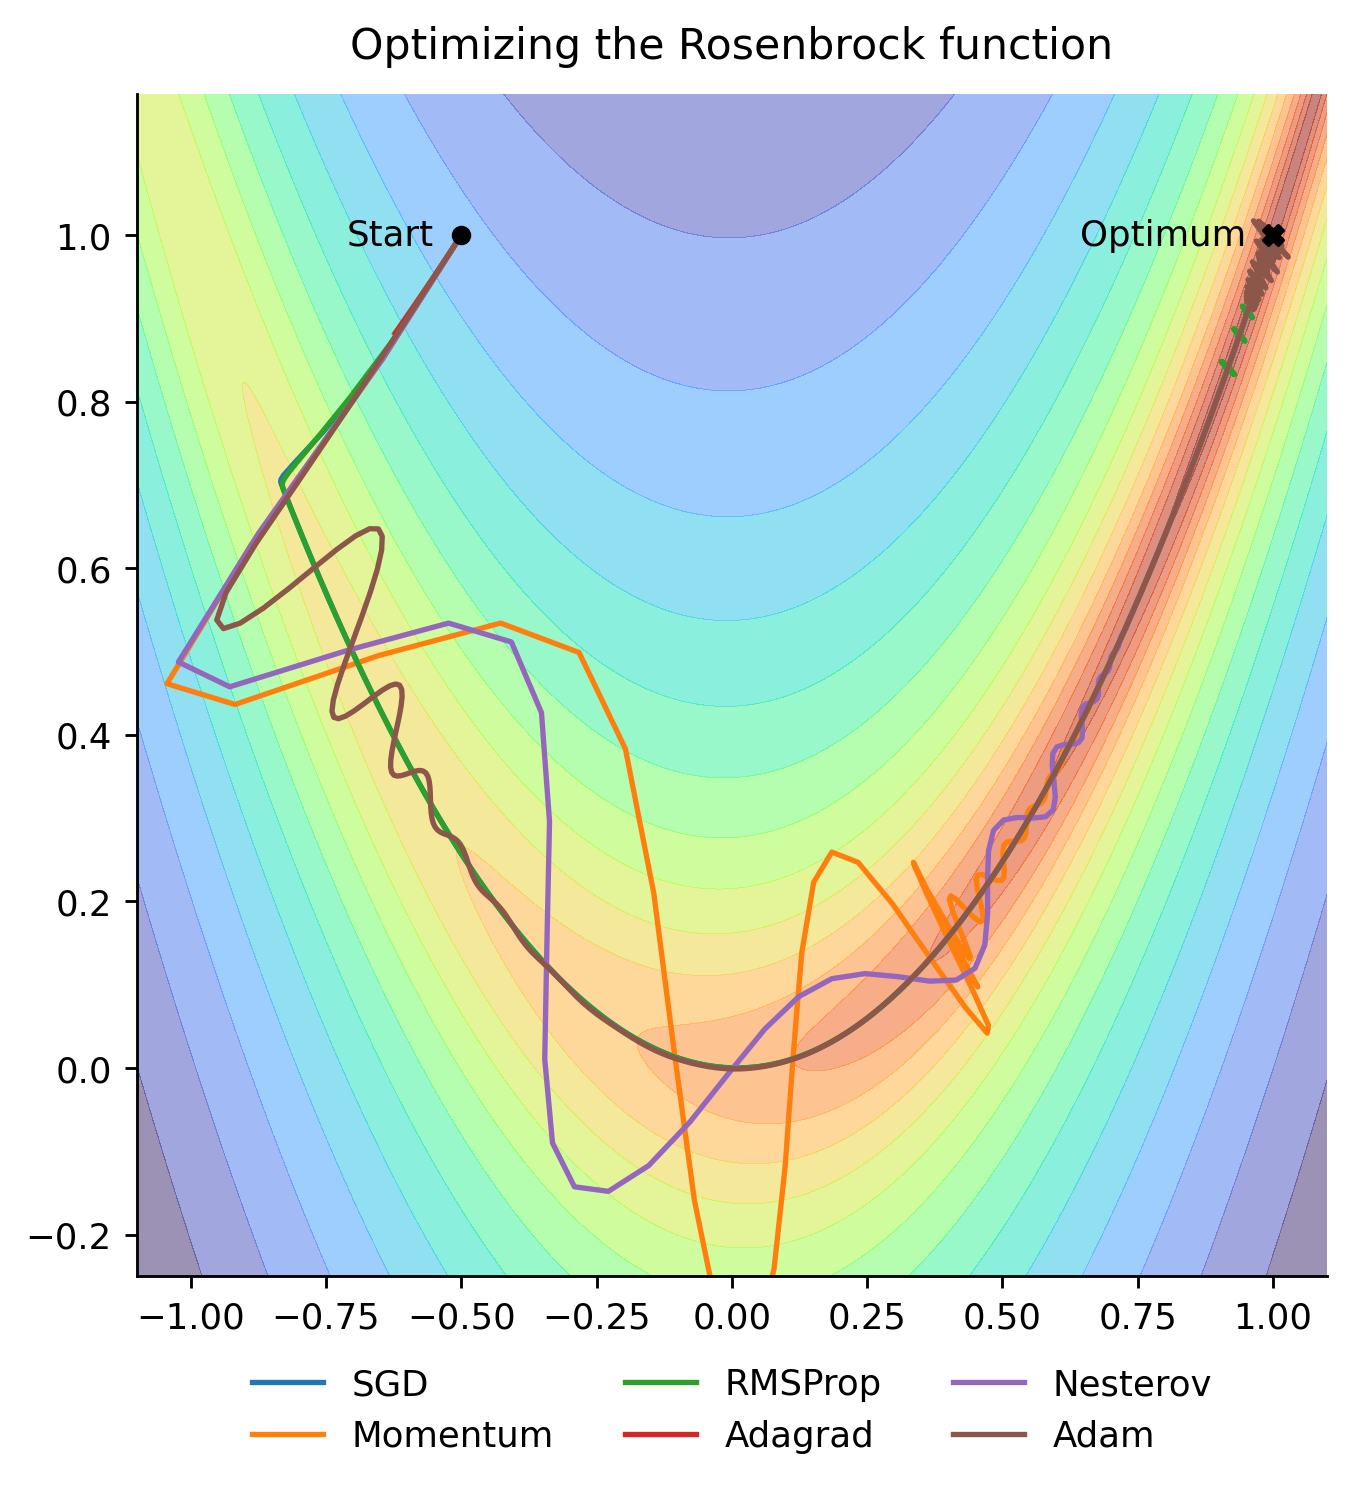 Optimizing the Rosenbrock function
1.0
0.8
0.6
0.4
0.2
0.0
−0.2
Start
Optimum
−1.00 −0.75 −0.50 −0.25 0.00 0.25 0.50 0.75 1.00
SGD RMSProp Nesterov
Momentum Adagrad Adam